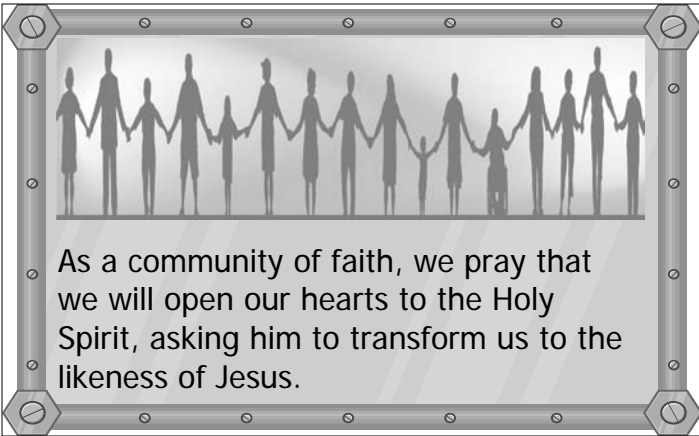 As a community of faith, we pray that
we will open our hearts to the Holy
Spirit, asking him to transform us to the
likeness of Jesus.